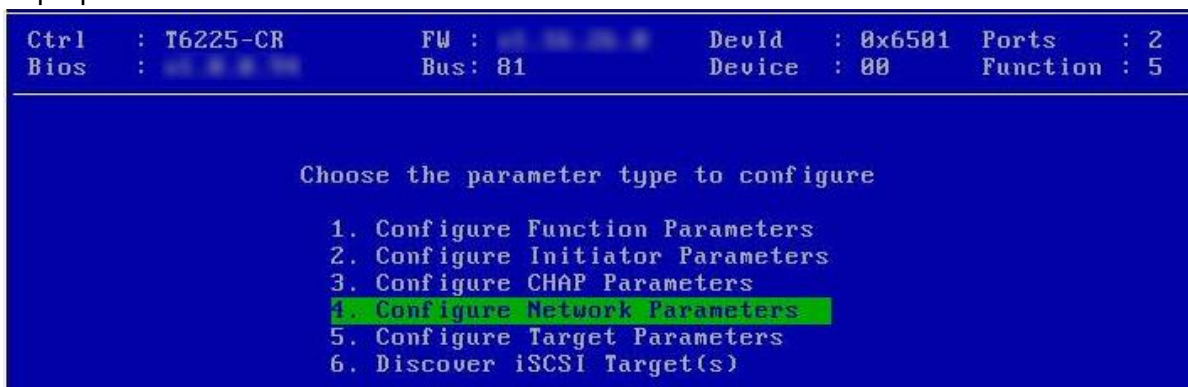 Ctrl : T6225-CR FW : DevId : 0x6501 Ports : 2
Bios : Bus: 81 Device : 00 Function : 5
Choose the parameter type to configure
1. Configure Function Parameters
2. Configure Initiator Parameters
3. Configure CHAP Parameters
4. Configure Network Parameters
5. Configure Target Parameters
6. Discover iSCSI Target(s)